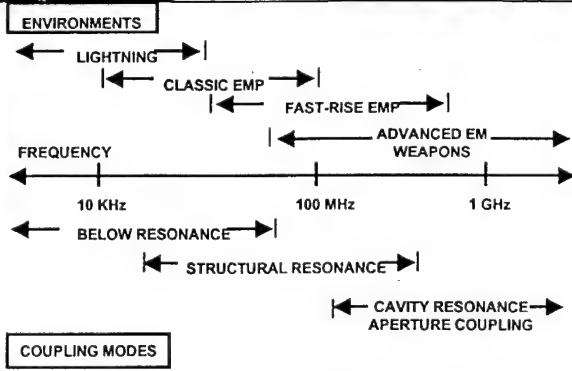 ENVIRONMENTS
LIGHTNING
CLASSIC EMP
FAST-RISE EMP
ADVANCED EM
WEAPONS
FREQUENCY
10 KHz
100 MHz
1 GHz
BELOW RESONANCE
STRUCTURAL RESONANCE
CAVITY RESONANCE
APERTURE COUPLING
COUPLING MODES